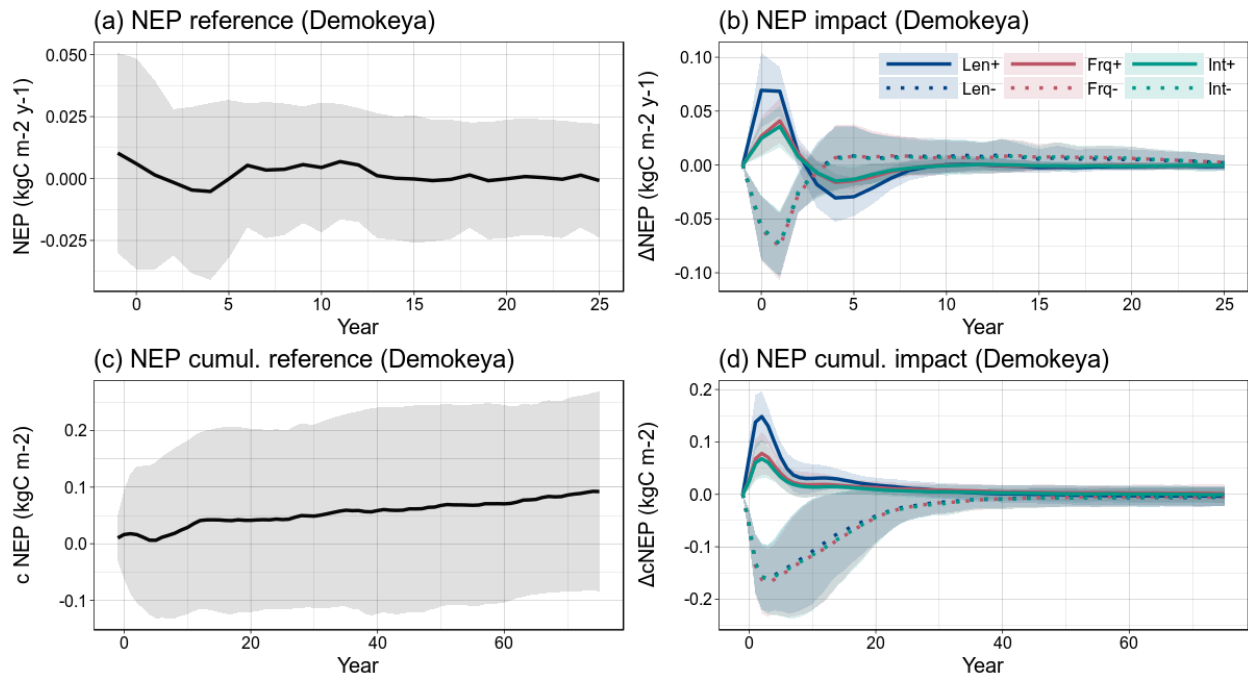 (a) NEP reference (Demokeya)
NEP (kgC m-2 y-1)
0.050
0.025
0.000
-0.025
0 5 10 15 20 25
Year
(b) NEP impact (Demokeya)
ΔNEP (kgC m-2 y-1)
0.10
0.05
0.00
-0.05
-0.10
Len+ Frq+ Int+
Len- Frq- Int-
0 5 10 15 20 25
Year
(c) NEP cumul. reference (Demokeya)
c NEP (kgC m-2)
0.2
0.1
0.0
-0.1
0 20 40 60
Year
(d) NEP cumul. impact (Demokeya)
ΔcNEP (kgC m-2)
0.2
0.1
0.0
-0.1
-0.2
0 20 40 60
Year